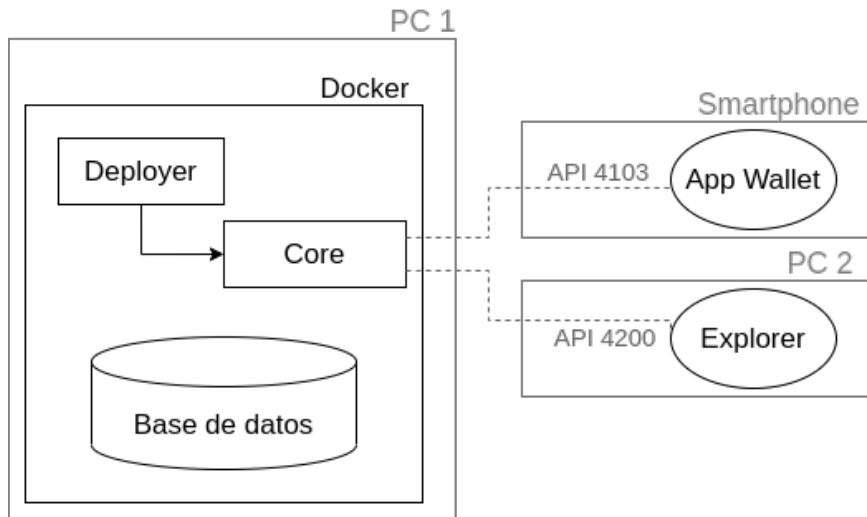 PC 1
Docker
Deployer
Core
Base de datos
Smartphone
API 4103
App Wallet
PC 2
API 4200
Explorer